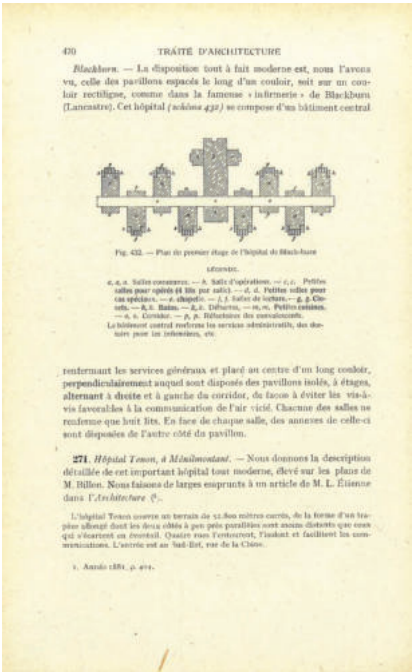 470 TRAITÉ D'ARCHITECTURE
Blackburn. — La disposition tout à fait moderne est, nous l'avons
vu, celle des pavillons espacés le long d'un couloir, soit sur un cou-
loir rectiligne, comme dans la fameuse « infirmerie » de Blackburn
(Lancastre). Cet hôpital (schéma 432) se compose d'un bâtiment central
Fig. 432. — Plan du premier étage de l'hôpital de Blackburn
LÉGENDE.
a, a, a. Salles communes. — b. Salle d'opérations. — c, c. Petites
salles pour opérés (4 lits par salle). — d, d. Petites salles pour
cas spéciaux. — e. chapelle. — f, f. Salles de lecture. — g, g. Clo-
sets. — h, h. Bains. — k, k. Débarras. — m, m. Petites cuisines.
— o, o. Corridor. — p, p. Réfectoires des convalescents.
Le bâtiment central renferme les services administratifs, des dor-
toirs pour les infirmières, etc.
renfermant les services généraux et placé au centre d'un long couloir,
perpendiculairement auquel sont disposés des pavillons isolés, à étages,
alternant à droite et à gauche du corridor, de façon à éviter les vis-à-
vis favorables à la communication de l'air vicié. Chacune des salles ne
renferme que huit lits. En face de chaque salle, des annexes de celle-ci
sont disposées de l'autre côté du pavillon.
271. Hôpital Tenon, à Ménilmontant. — Nous donnons la description
détaillée de cet important hôpital tout moderne, élevé sur les plans de
M. Billon. Nous faisons de larges emprunts à un article de M. L. Étienne
dans l'Architecture (¹.
L'hôpital Tenon couvre un terrain de 52.800 mètres carrés, de la forme d'un tra-
pèze allongé dont les deux côtés à peu près parallèles sont moins distants que ceux
qui s'écartent en éventail. Quatre rues l'entourent, l'isolent et facilitent les com-
munications. L'entrée est au Sud-Est, rue de la Chine.
1. Année 1881, p. 401.